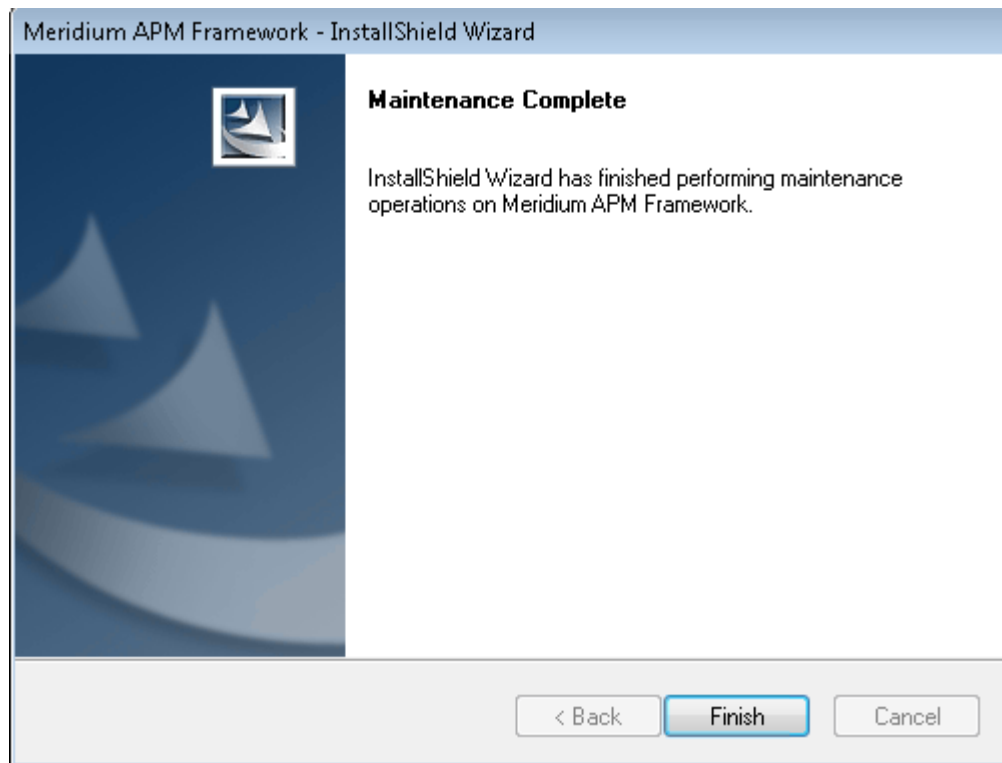 Meridium APM Framework - InstallShield Wizard
Maintenance Complete
InstallShield Wizard has finished performing maintenance
operations on Meridium APM Framework.
< Back
Finish
Cancel